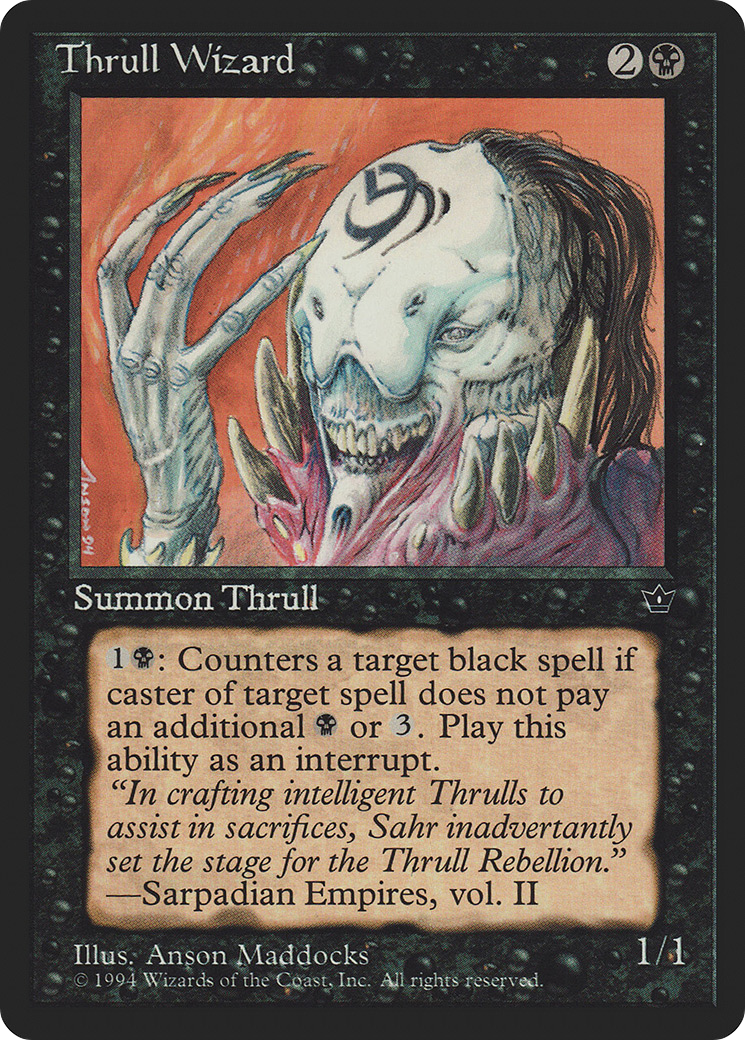 Thrull Wizard 2
ANSON 94
Summon Thrull
1 : Counters a target black spell if
caster of target spell does not pay
an additional or 3. Play this
ability as an interrupt.
“In crafting intelligent Thrulls to
assist in sacrifices, Sahr inadvertantly
set the stage for the Thrull Rebellion.”
—Sarpadian Empires, vol. II
Illus. Anson Maddocks 1/1
© 1994 Wizards of the Coast, Inc. All rights reserved.